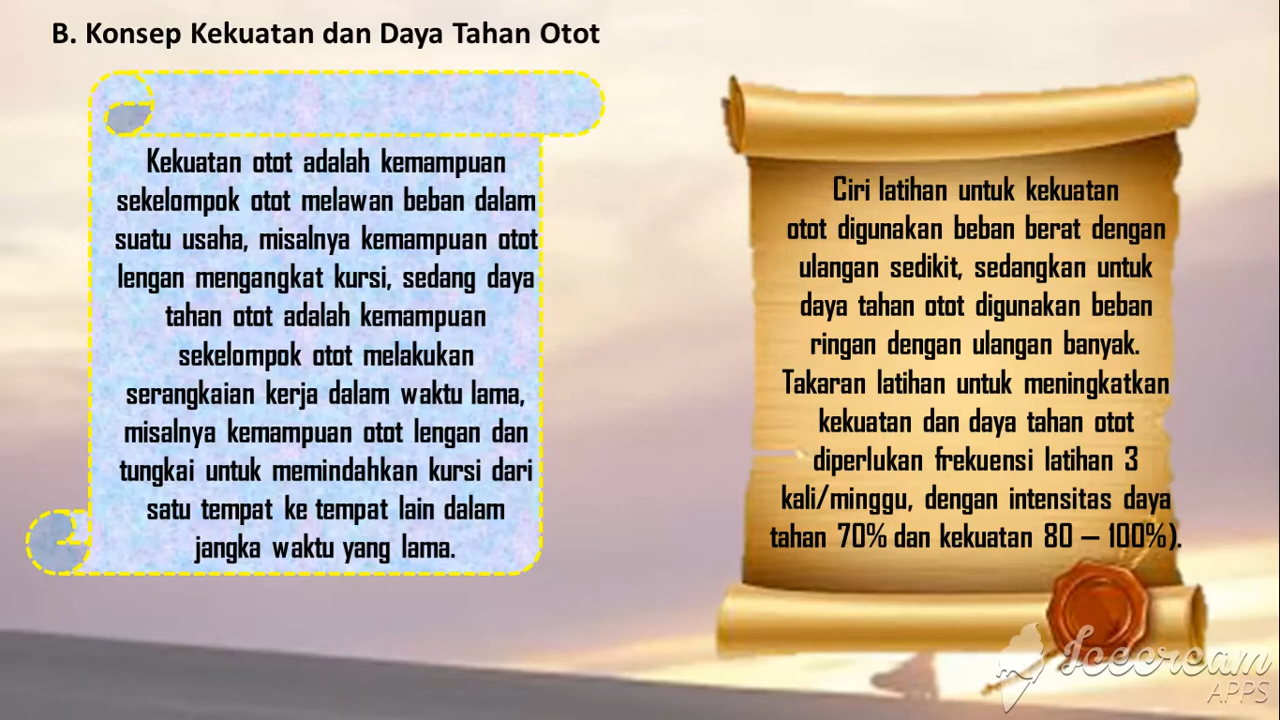 B. Konsep Kekuatan dan Daya Tahan Otot
Kekuatan otot adalah kemampuan
sekelompok otot melawan beban dalam
suatu usaha, misalnya kemampuan otot
lengan mengangkat kursi, sedang daya
tahan otot adalah kemampuan
sekelompok otot melakukan
serangkaian kerja dalam waktu lama,
misalnya kemampuan otot lengan dan
tungkai untuk memindahkan kursi dari
satu tempat ke tempat lain dalam
jangka waktu yang lama.
Ciri latihan untuk kekuatan
otot digunakan beban berat dengan
ulangan sedikit, sedangkan untuk
daya tahan otot digunakan beban
ringan dengan ulangan banyak.
Takaran latihan untuk meningkatkan
kekuatan dan daya tahan otot
diperlukan frekuensi latihan 3
kali/minggu, dengan intensitas daya
tahan 70% dan kekuatan 80 – 100%).
Icecream
APPS